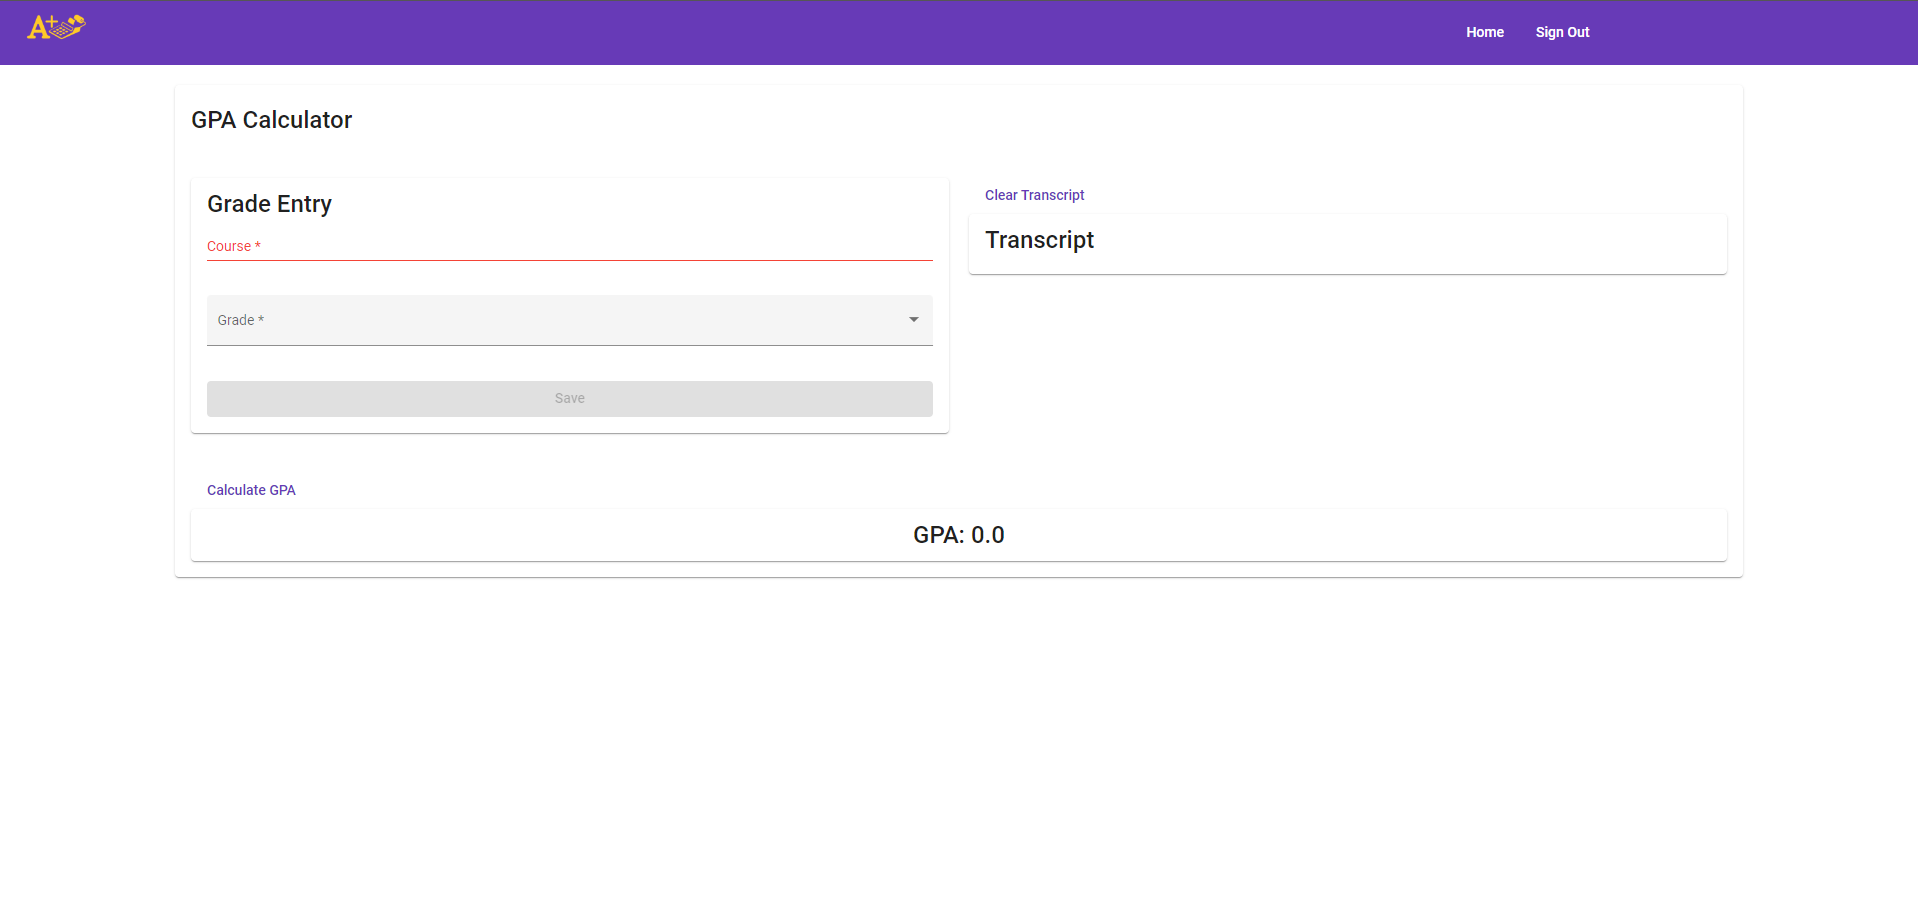 A+
Home
Sign Out
GPA Calculator
Grade Entry
Course *
Grade *
Save
Clear Transcript
Transcript
Calculate GPA
GPA: 0.0